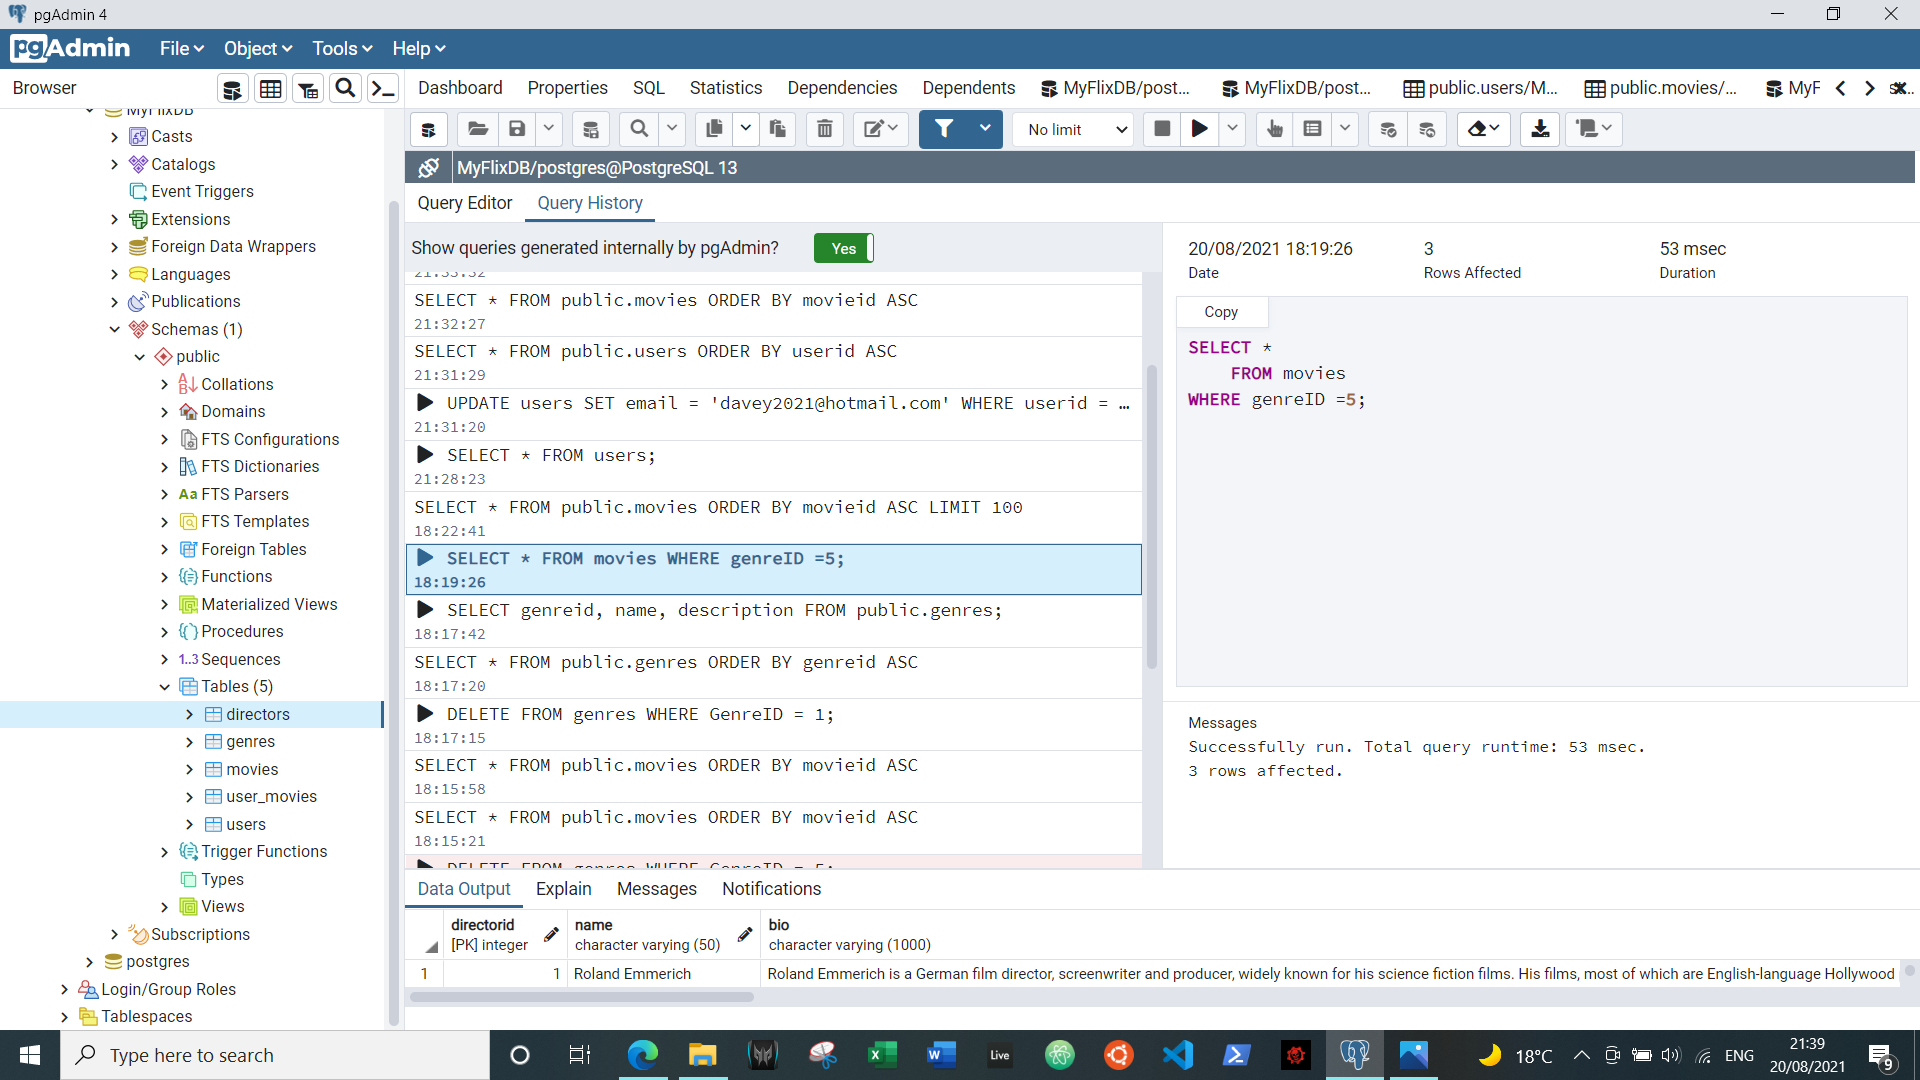 pgAdmin 4
pgAdmin File Object Tools Help
Browser
Dashboard Properties SQL Statistics Dependencies Dependents MyFlixDB/post... MyFlixDB/post... public.users/M... public.movies/... MyF
No limit
MyFlixDB/postgres@PostgreSQL 13
Query Editor Query History
Show queries generated internally by pgAdmin? Yes
MyFlixDB
Casts
Catalogs
Event Triggers
Extensions
Foreign Data Wrappers
Languages
Publications
Schemas (1)
public
Collations
Domains
FTS Configurations
FTS Dictionaries
Aa FTS Parsers
FTS Templates
Foreign Tables
Functions
Materialized Views
Procedures
1..3 Sequences
Tables (5)
directors
genres
movies
user_movies
users
Trigger Functions
Types
Views
Subscriptions
postgres
Login/Group Roles
Tablespaces
SELECT * FROM public.movies ORDER BY movieid ASC
21:32:27
SELECT * FROM public.users ORDER BY userid ASC
21:31:29
UPDATE users SET email = 'davey2021@hotmail.com' WHERE userid = …
21:31:20
SELECT * FROM users;
21:28:23
SELECT * FROM public.movies ORDER BY movieid ASC LIMIT 100
18:22:41
SELECT * FROM movies WHERE genreID =5;
18:19:26
SELECT genreid, name, description FROM public.genres;
18:17:42
SELECT * FROM public.genres ORDER BY genreid ASC
18:17:20
DELETE FROM genres WHERE GenreID = 1;
18:17:15
SELECT * FROM public.movies ORDER BY movieid ASC
18:15:58
SELECT * FROM public.movies ORDER BY movieid ASC
18:15:21
DELETE FROM genres WHERE GenreID = 5;
20/08/2021 18:19:26 3 53 msec
Date Rows Affected Duration
Copy
SELECT *
FROM movies
WHERE genreID =5;
Messages
Successfully run. Total query runtime: 53 msec.
3 rows affected.
Data Output Explain Messages Notifications
directorid name bio
[PK] integer character varying (50) character varying (1000)
1 1 Roland Emmerich Roland Emmerich is a German film director, screenwriter and producer, widely known for his science fiction films. His films, most of which are English-language Hollywood
Type here to search
Live
18°C ENG 21:39
20/08/2021
9